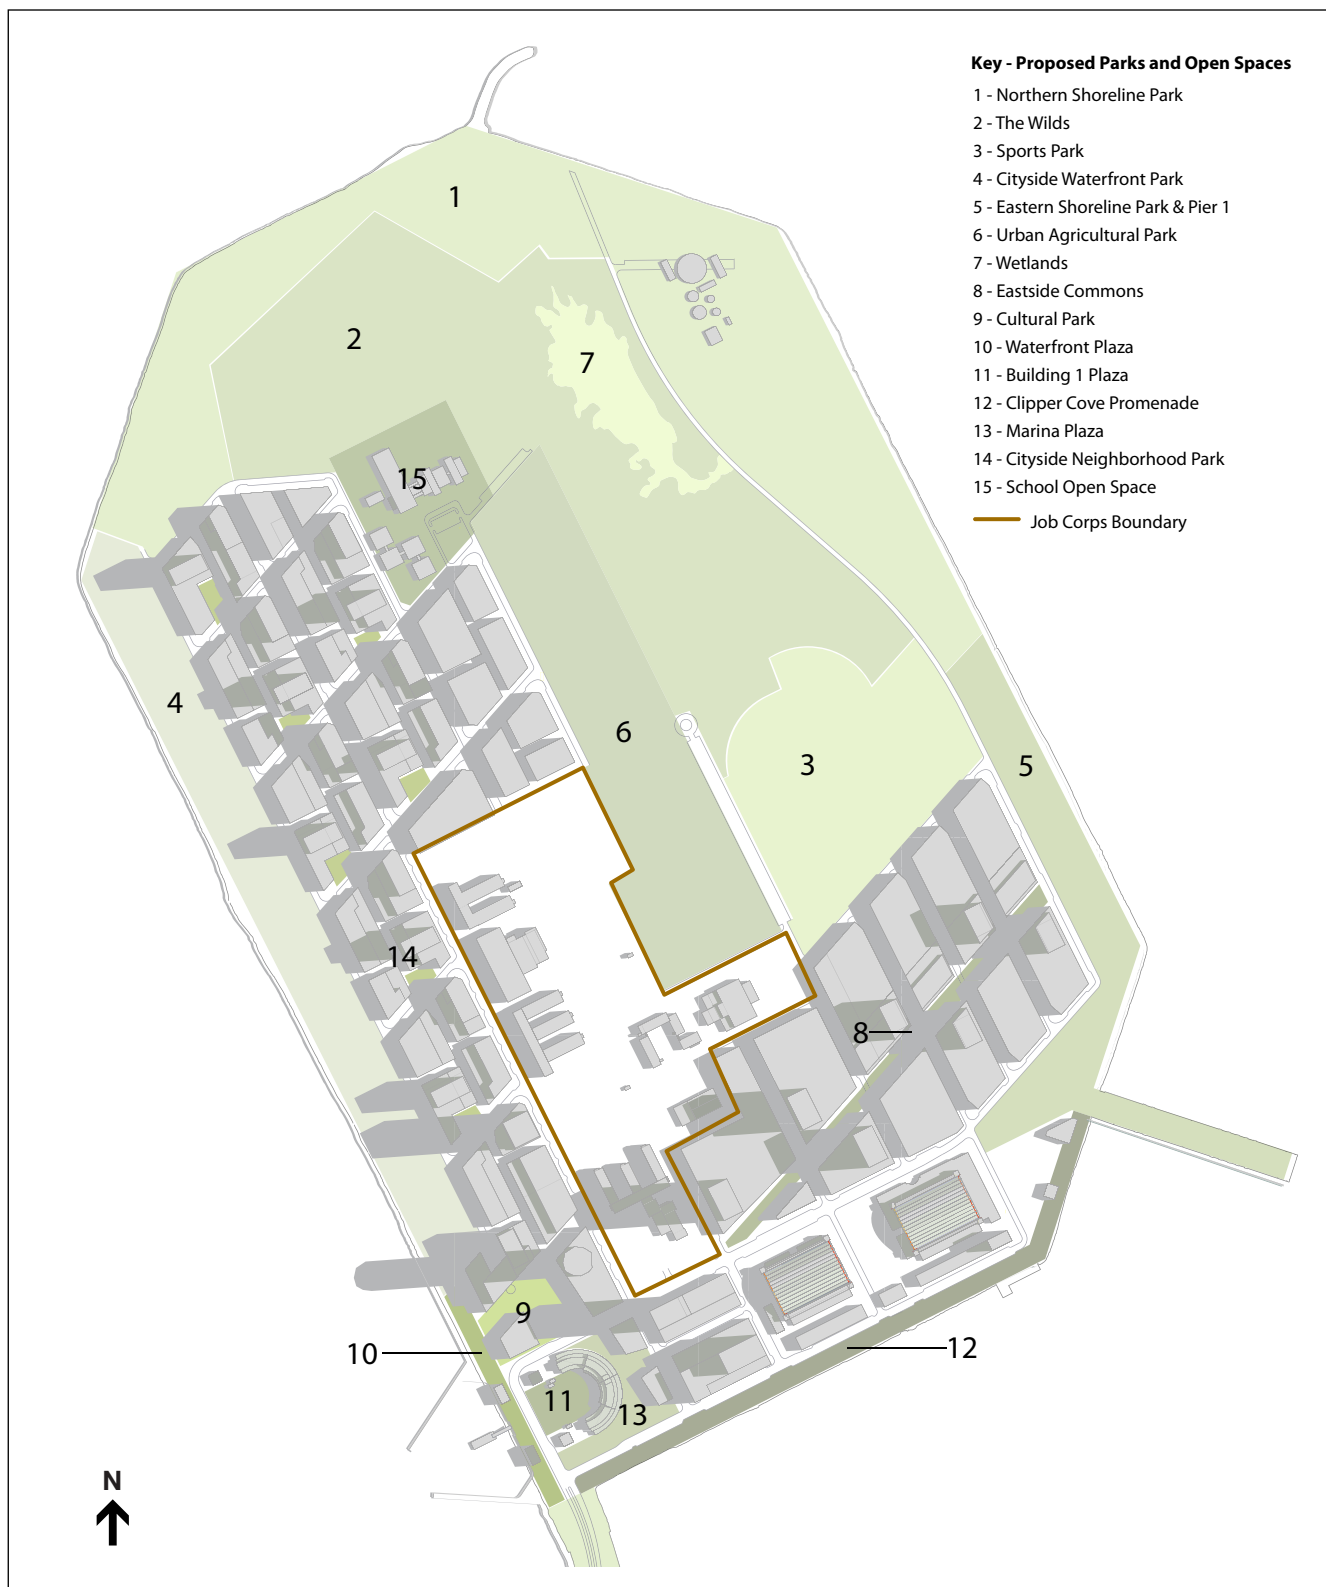 Key - Proposed Parks and Open Spaces
1 - Northern Shoreline Park
2 - The Wilds
3 - Sports Park
4 - Cityside Waterfront Park
5 - Eastern Shoreline Park & Pier 1
6 - Urban Agricultural Park
7 - Wetlands
8 - Eastside Commons
9 - Cultural Park
10 - Waterfront Plaza
11 - Building 1 Plaza
12 - Clipper Cove Promenade
13 - Marina Plaza
14 - Cityside Neighborhood Park
15 - School Open Space
Job Corps Boundary
1
2
7
15
4
6
3
5
14
8
9
10
12
11
13
N